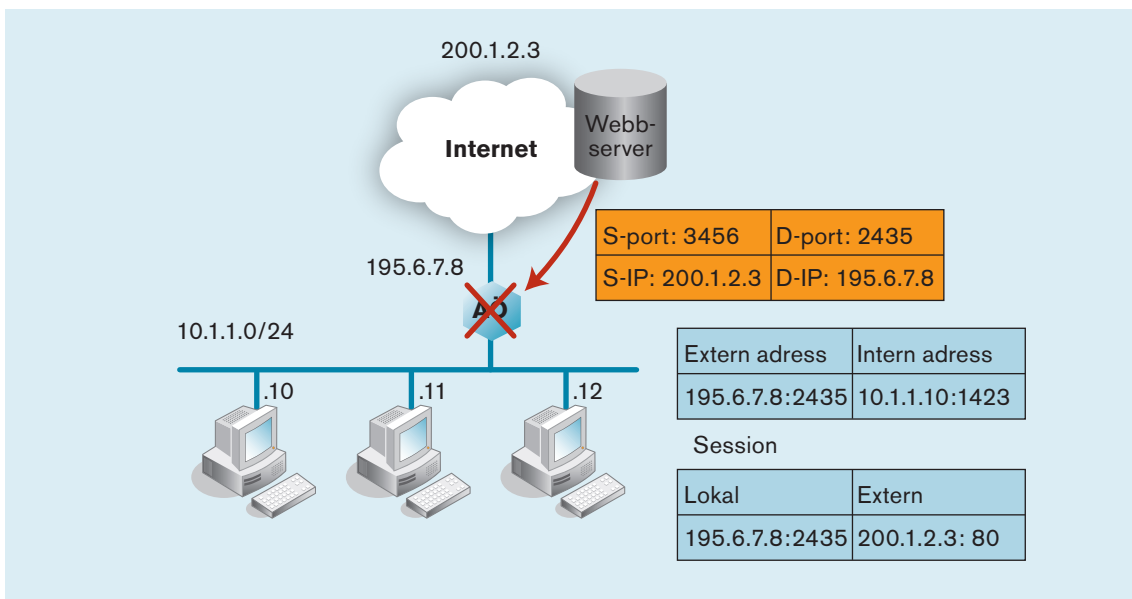 200.1.2.3
Webb-
server
Internet
S-port: 3456 D-port: 2435
S-IP: 200.1.2.3 D-IP: 195.6.7.8
195.6.7.8
AÖ
10.1.1.0/24
.10 .11 .12
Extern adress Intern adress
195.6.7.8:2435 10.1.1.10:1423
Session
Lokal Extern
195.6.7.8:2435 200.1.2.3: 80